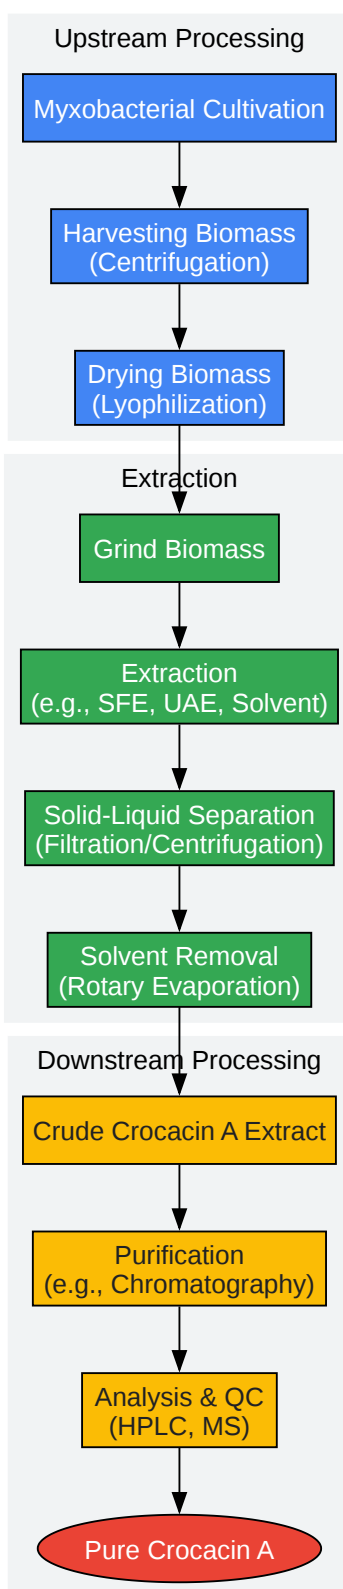 Upstream Processing
Myxobacterial Cultivation
Harvesting Biomass
(Centrifugation)
Drying Biomass
(Lyophilization)
Extraction
Grind Biomass
Extraction
(e.g., SFE, UAE, Solvent)
Solid-Liquid Separation
(Filtration/Centrifugation)
Solvent Removal
(Rotary Evaporation)
Downstream Processing
Crude Crocacin A Extract
Purification
(e.g., Chromatography)
Analysis & QC
(HPLC, MS)
Pure Crocacin A